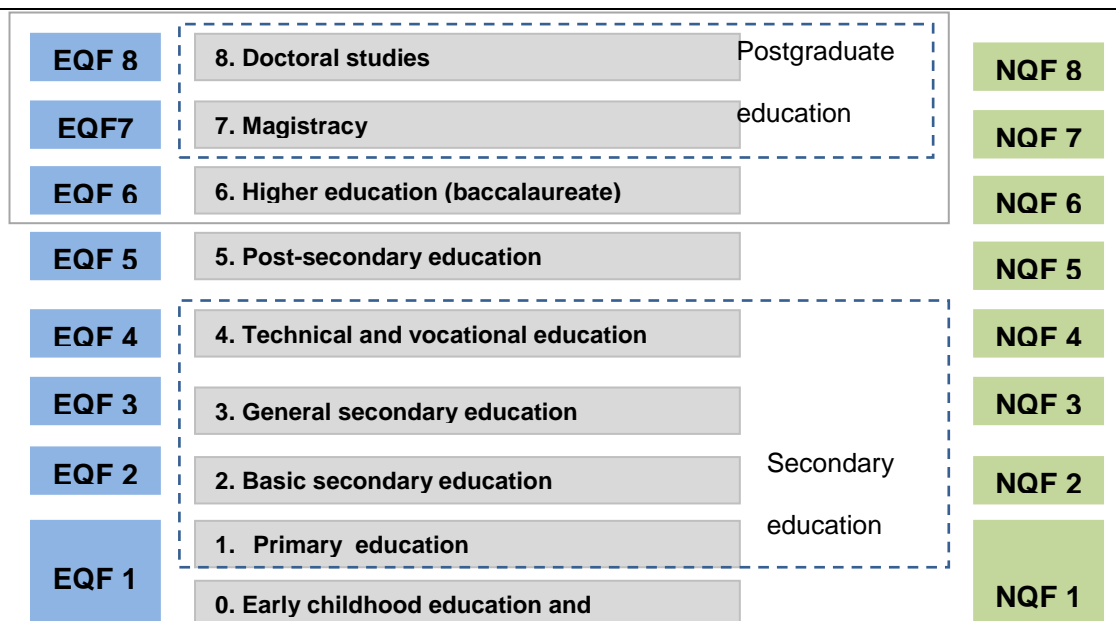 EQF 8
8. Doctoral studies
Postgraduate
education
NQF 8
EQF7
7. Magistracy
NQF 7
EQF 6
6. Higher education (baccalaureate)
NQF 6
EQF 5
5. Post-secondary education
NQF 5
EQF 4
4. Technical and vocational education
NQF 4
EQF 3
3. General secondary education
NQF 3
EQF 2
2. Basic secondary education
Secondary
education
NQF 2
EQF 1
1. Primary education
0. Early childhood education and
NQF 1